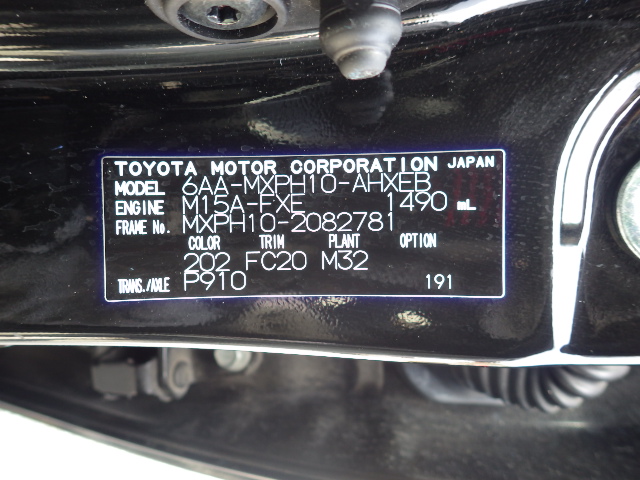 TOYOTA MOTOR CORPORATION JAPAN
MODEL 6AA-MXPH10-AHXEB
ENGINE M15A-FXE 1490 mL
FRAME No. MXPH10-2082781
COLOR TRIM PLANT OPTION
202 FC20 M32
TRANS./AXLE P910 191